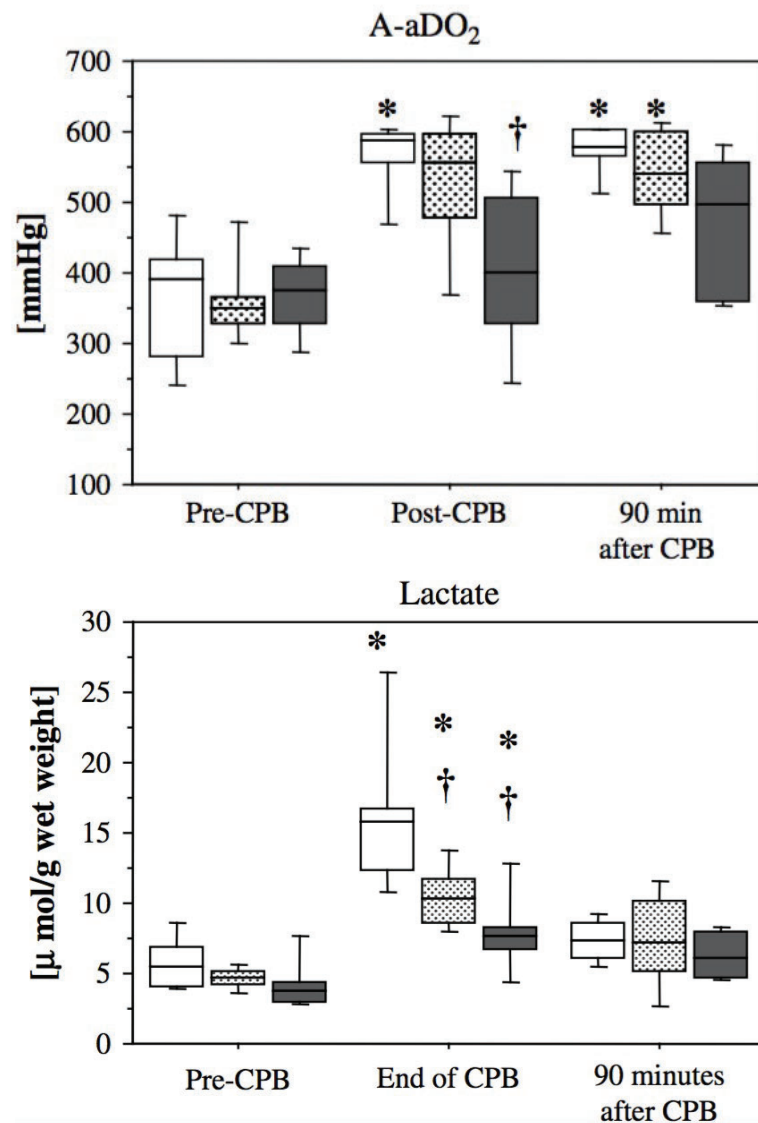 A-aDO₂
[mmHg]
700
600
500
400
300
200
100
* † * *
Pre-CPB Post-CPB 90 min
after CPB
Lactate
[μ mol/g wet weight]
30
25
20
15
10
5
0
*
* *
† †
Pre-CPB End of CPB 90 minutes
after CPB